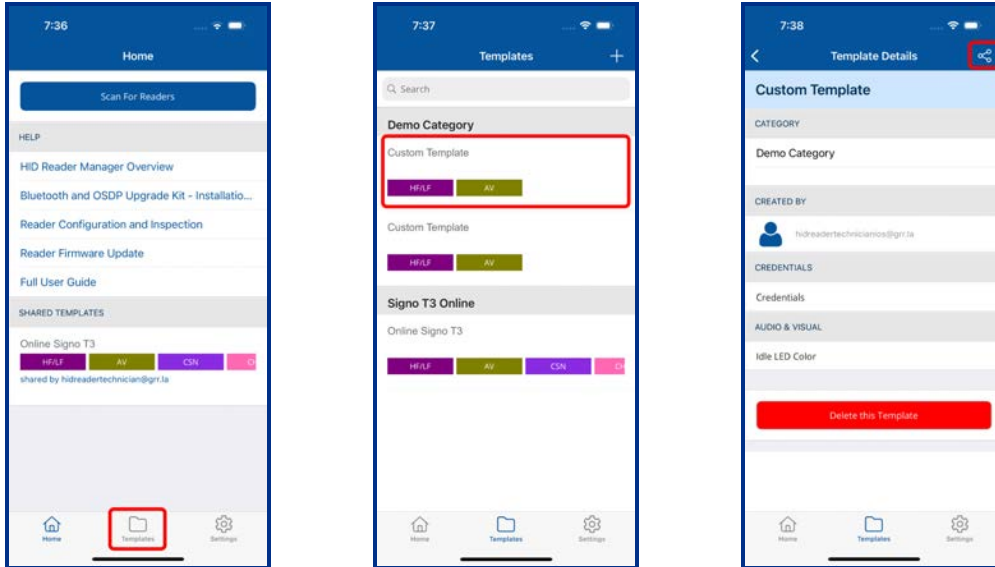 7:36
Home
Scan For Readers
HELP
HID Reader Manager Overview
Bluetooth and OSDP Upgrade Kit - Installatio...
Reader Configuration and Inspection
Reader Firmware Update
Full User Guide
SHARED TEMPLATES
Online Signo T3
HF/LF AV CSN
shared by hidreadertechnician@grr.la
Home Templates Settings
7:37
Templates
Search
Demo Category
Custom Template
HF/LF AV
Custom Template
HF/LF AV
Signo T3 Online
Online Signo T3
HF/LF AV CSN
Home Templates Settings
7:38
Template Details
Custom Template
CATEGORY
Demo Category
CREATED BY
hidreadertechnicianios@grr.la
CREDENTIALS
Credentials
AUDIO & VISUAL
Idle LED Color
Delete this Template
Home Templates Settings